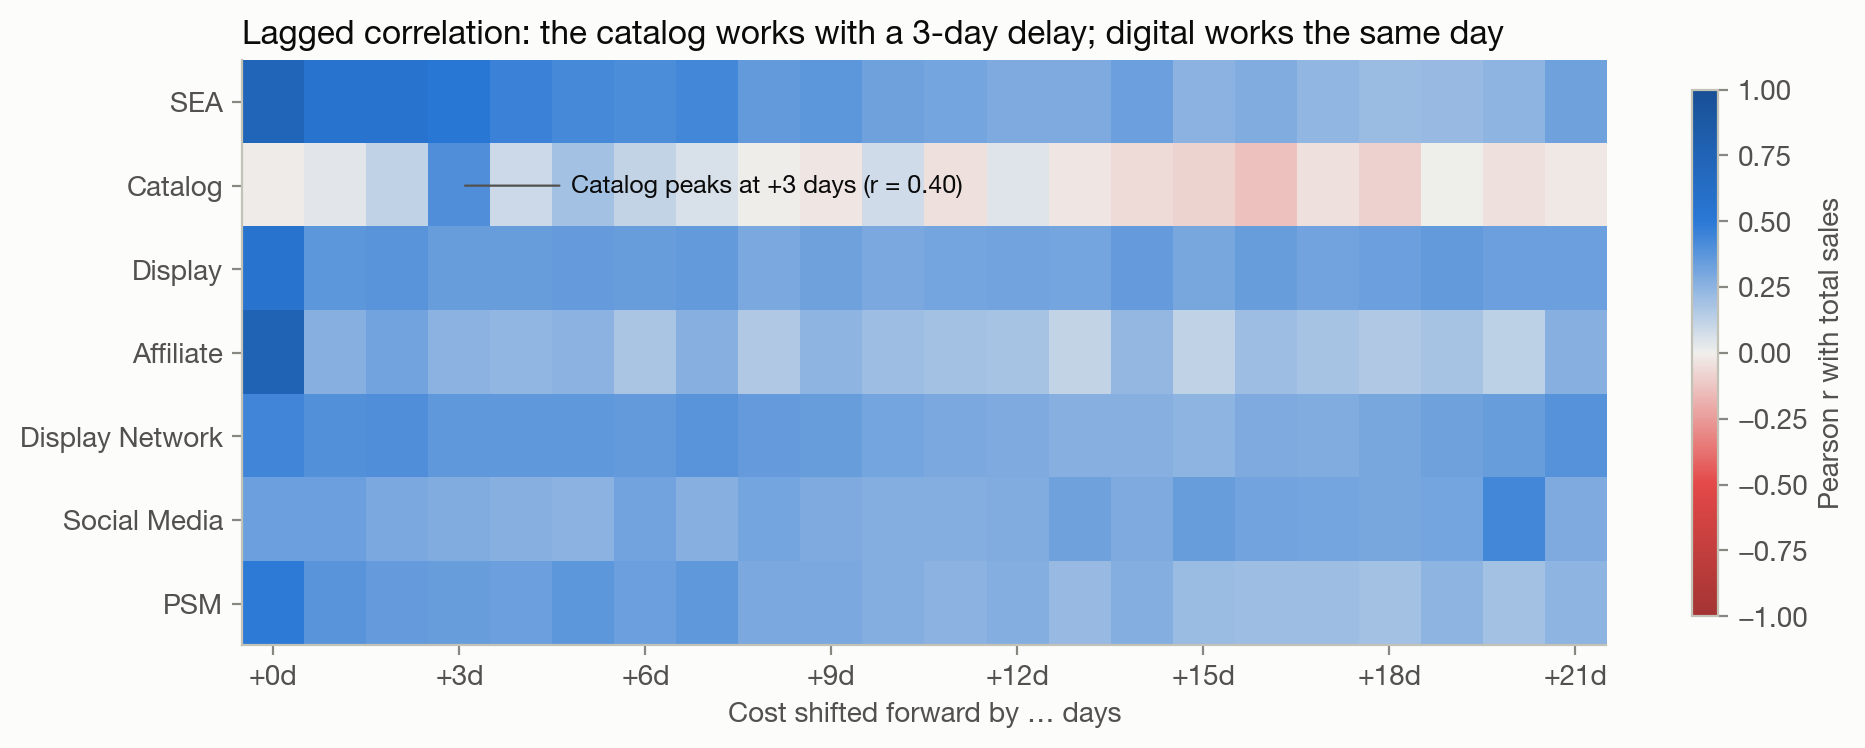 Lagged correlation: the catalog works with a 3-day delay; digital works the same day
SEA
Catalog
Catalog peaks at +3 days (r = 0.40)
Display
Affiliate
Display Network
Social Media
PSM
+0d
+3d
+6d
+9d
+12d
+15d
+18d
+21d
Cost shifted forward by … days
1.00
0.75
0.50
0.25
0.00
−0.25
−0.50
−0.75
−1.00
Pearson r with total sales